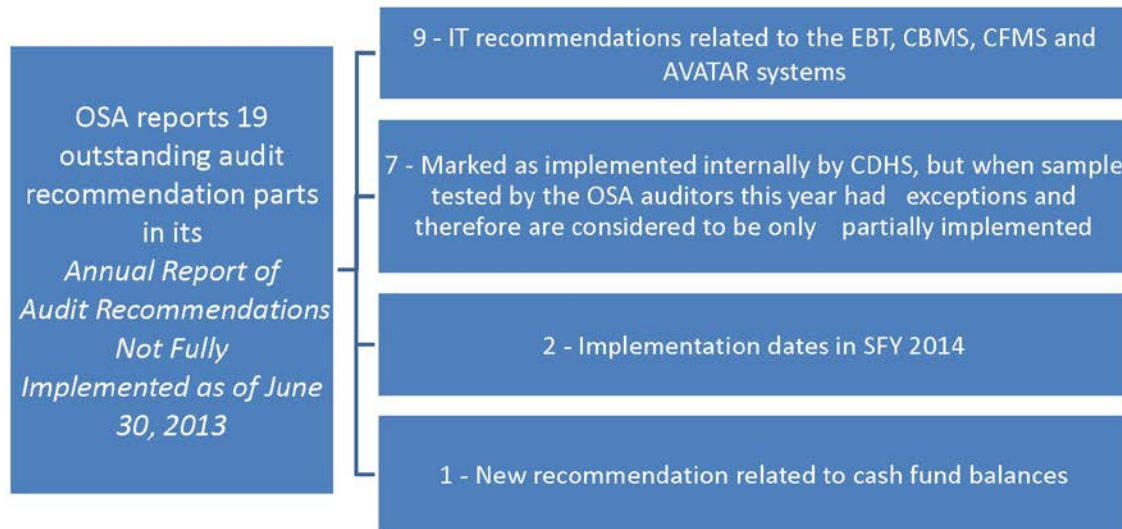 OSA reports 19
outstanding audit
recommendation parts
in its
Annual Report of
Audit Recommendations
Not Fully
Implemented as of June
30, 2013
9 - IT recommendations related to the EBT, CBMS, CFMS and
AVATAR systems
7 - Marked as implemented internally by CDHS, but when sample
tested by the OSA auditors this year had exceptions and
therefore are considered to be only partially implemented
2 - Implementation dates in SFY 2014
1 - New recommendation related to cash fund balances